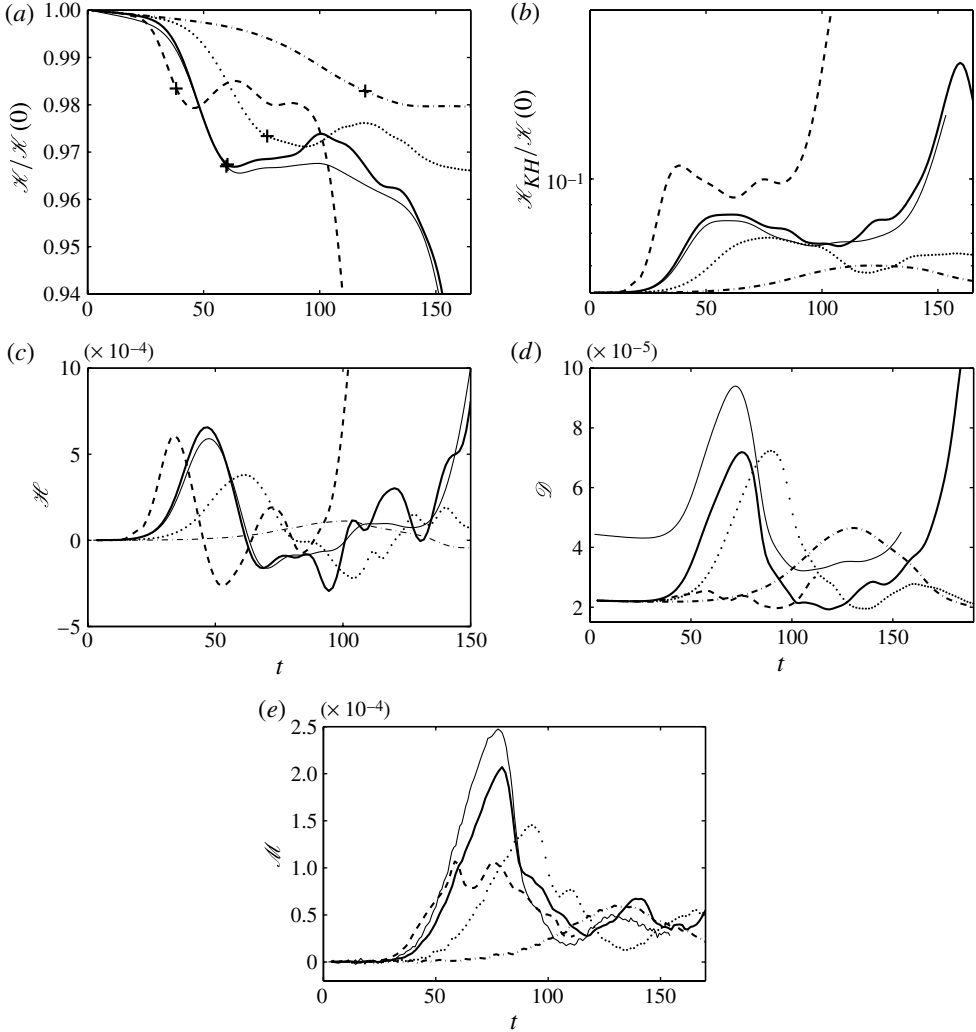 (a)
1.00
0.99
0.98
0.97
0.96
0.95
0.94
𝒦/𝒦(0)
0 50 100 150
(b)
10⁻¹
𝒦KH/𝒦(0)
0 50 100 150
(c) (× 10⁻⁴)
10
5
0
−5
ℋ
0 50 100 150
t
(d) (× 10⁻⁵)
10
8
6
4
2
𝒟
0 50 100 150
t
(e) (× 10⁻⁴)
2.5
2.0
1.5
1.0
0.5
0
ℳ
0 50 100 150
t